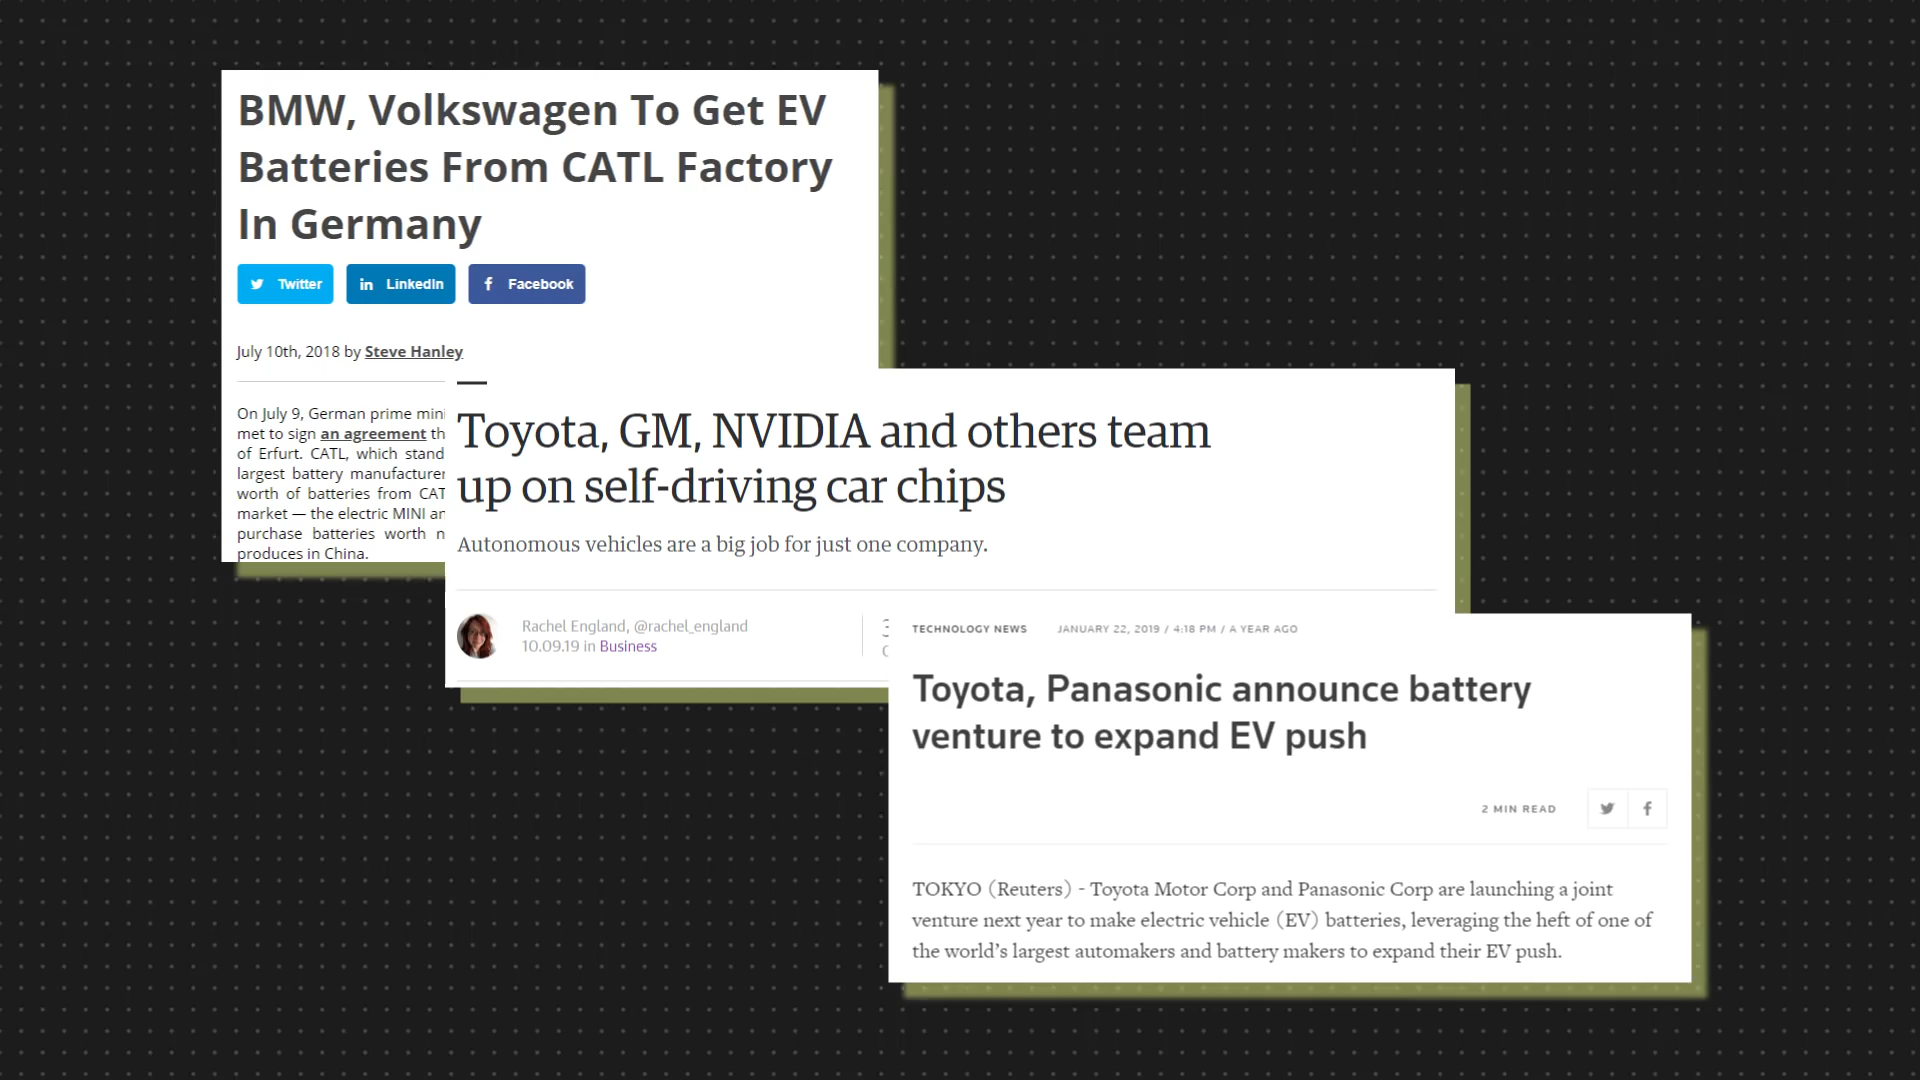 BMW, Volkswagen To Get EV
Batteries From CATL Factory
In Germany
Twitter
LinkedIn
Facebook
July 10th, 2018 by Steve Hanley
On July 9, German prime
met to sign an agreement
of Erfurt. CATL, which
largest battery
worth of batteries from
market — the electric MINI
purchase batteries worth
produces in China.
Toyota, GM, NVIDIA and others team
up on self-driving car chips
Autonomous vehicles are a big job for just one company.
Rachel England, @rachel_england
10.09.19 in Business
TECHNOLOGY NEWS
JANUARY 22, 2019 / 4:18 PM / A YEAR AGO
Toyota, Panasonic announce battery
venture to expand EV push
2 MIN READ
TOKYO (Reuters) - Toyota Motor Corp and Panasonic Corp are launching a joint
venture next year to make electric vehicle (EV) batteries, leveraging the heft of one of
the world’s largest automakers and battery makers to expand their EV push.